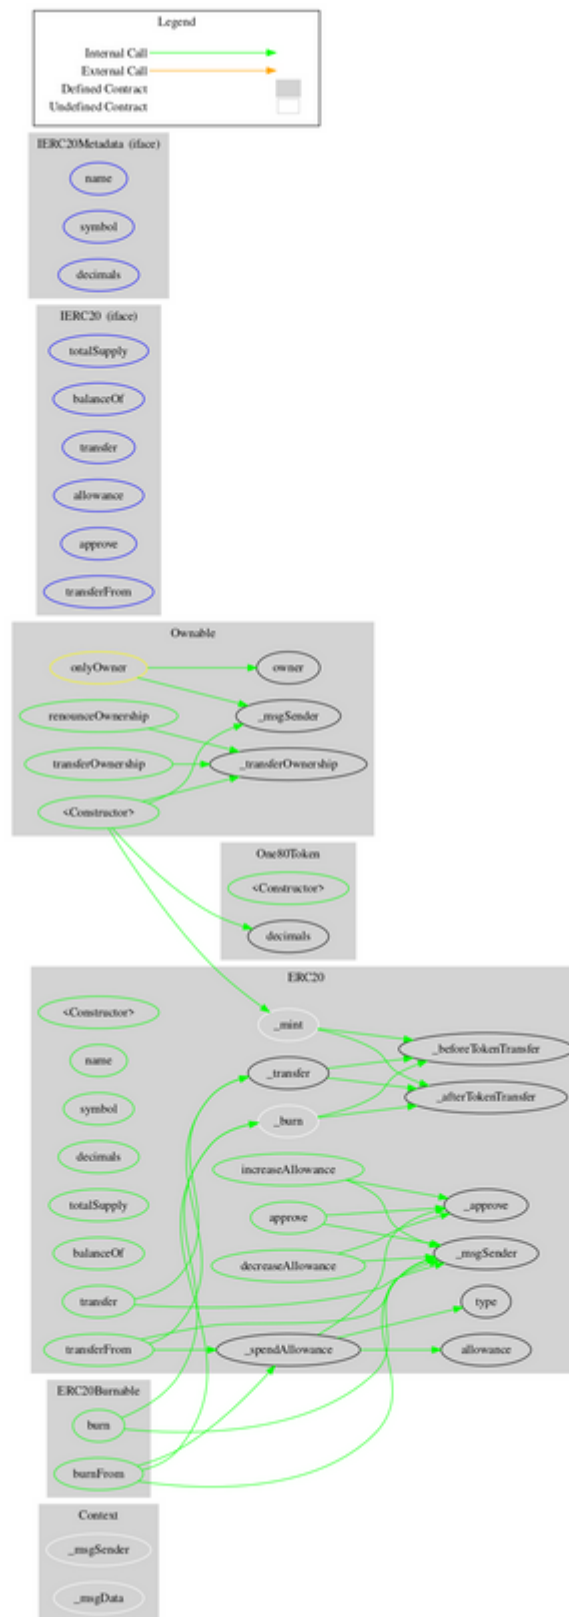 Legend
Internal Call
External Call
Defined Contract
Undefined Contract
IERC20Metadata (iface)
name
symbol
decimals
IERC20 (iface)
totalSupply
balanceOf
transfer
allowance
approve
transferFrom
Ownable
onlyOwner
owner
renounceOwnership
_msgSender
transferOwnership
_transferOwnership
<Constructor>
One80Token
<Constructor>
decimals
ERC20
<Constructor>
_mint
name
_beforeTokenTransfer
_transfer
symbol
_afterTokenTransfer
_burn
decimals
increaseAllowance
totalSupply
approve
_approve
balanceOf
decreaseAllowance
_msgSender
transfer
type
transferFrom
_spendAllowance
allowance
ERC20Burnable
burn
burnFrom
Context
_msgSender
_msgData